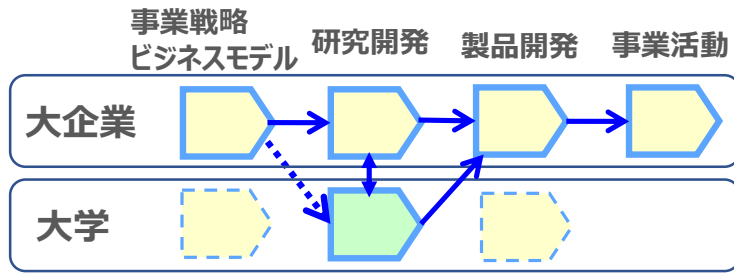 事業戦略
ビジネスモデル
研究開発
製品開発
事業活動
大企業
大学